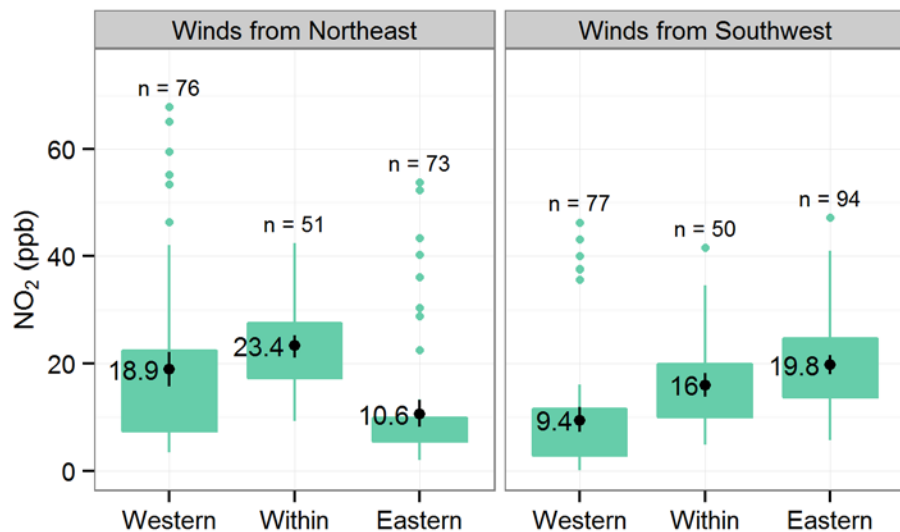 Winds from Northeast
Winds from Southwest
NO₂ (ppb)
60
40
20
0
n = 76
n = 51
n = 73
n = 77
n = 50
n = 94
18.9
23.4
10.6
9.4
16
19.8
Western
Within
Eastern
Western
Within
Eastern